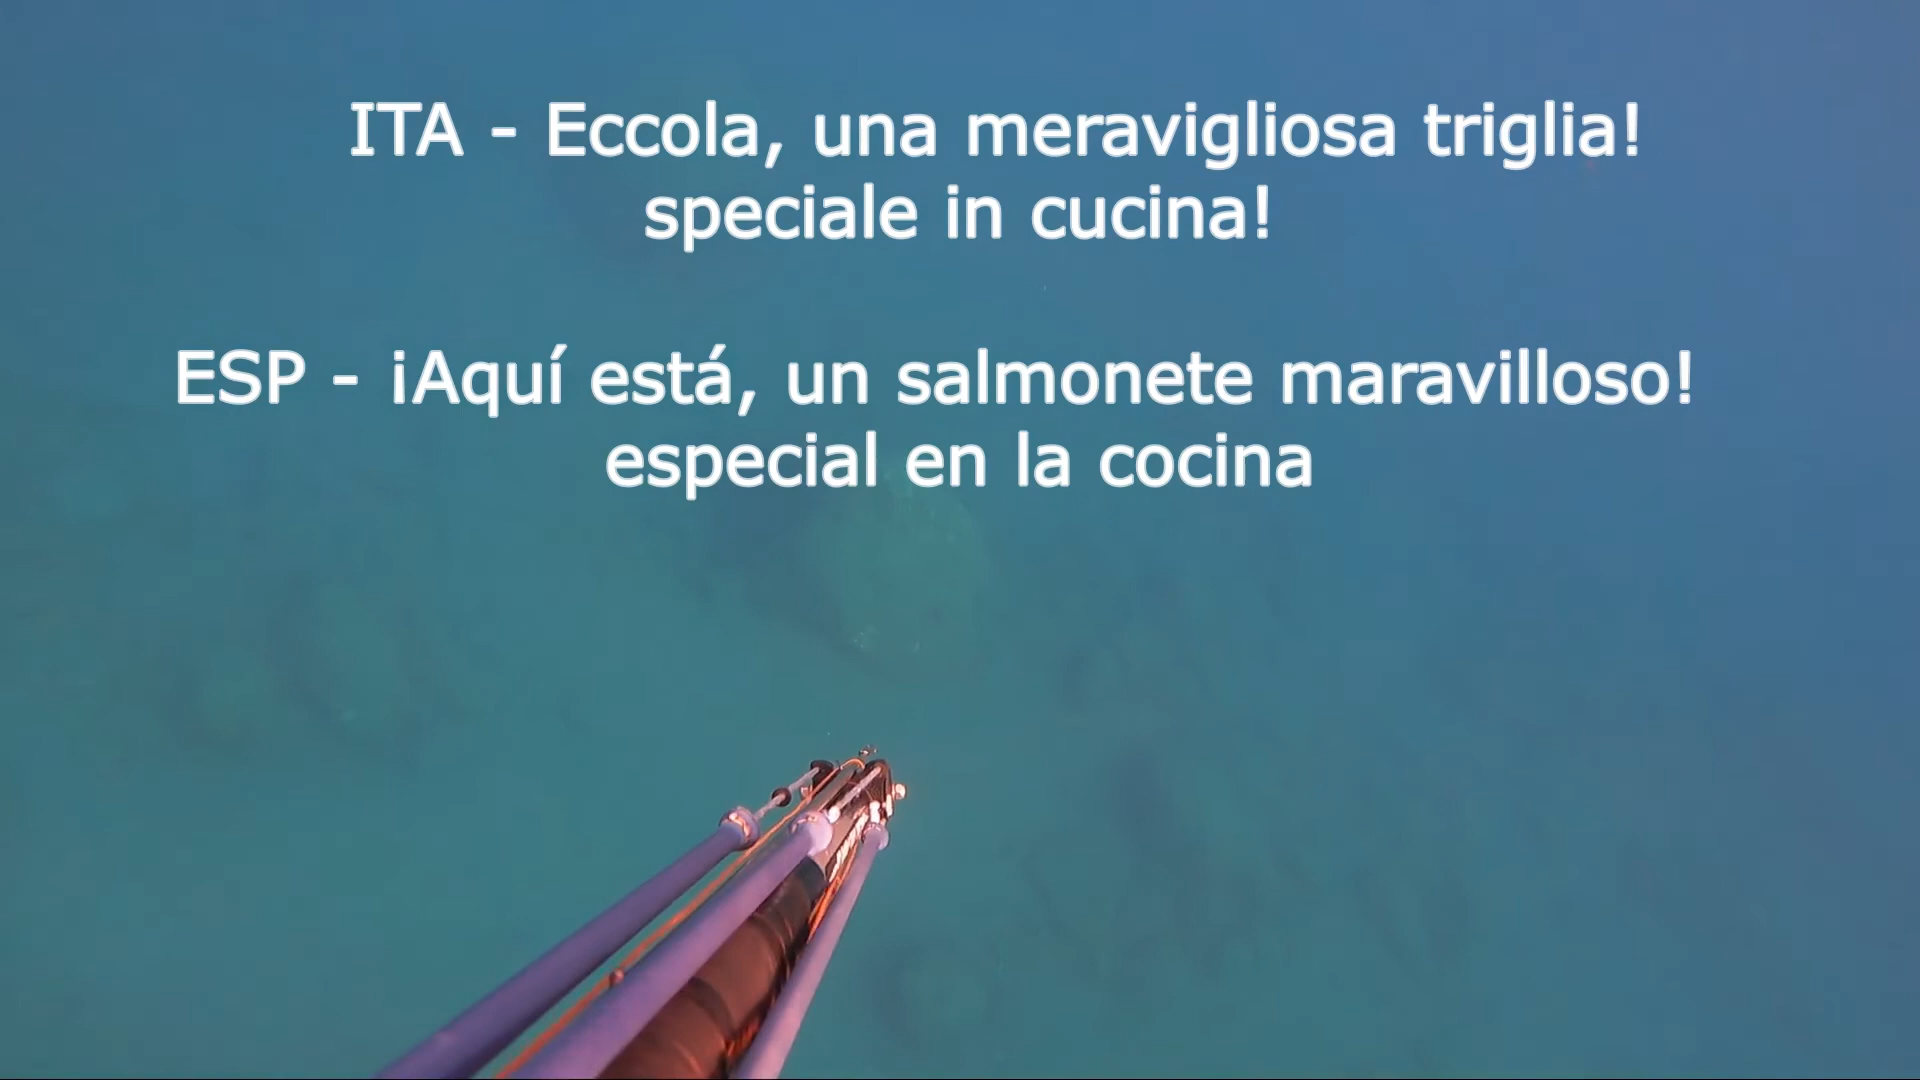 ITA - Eccola, una meravigliosa triglia!
speciale in cucina!
ESP - ¡Aquí está, un salmonete maravilloso!
especial en la cocina